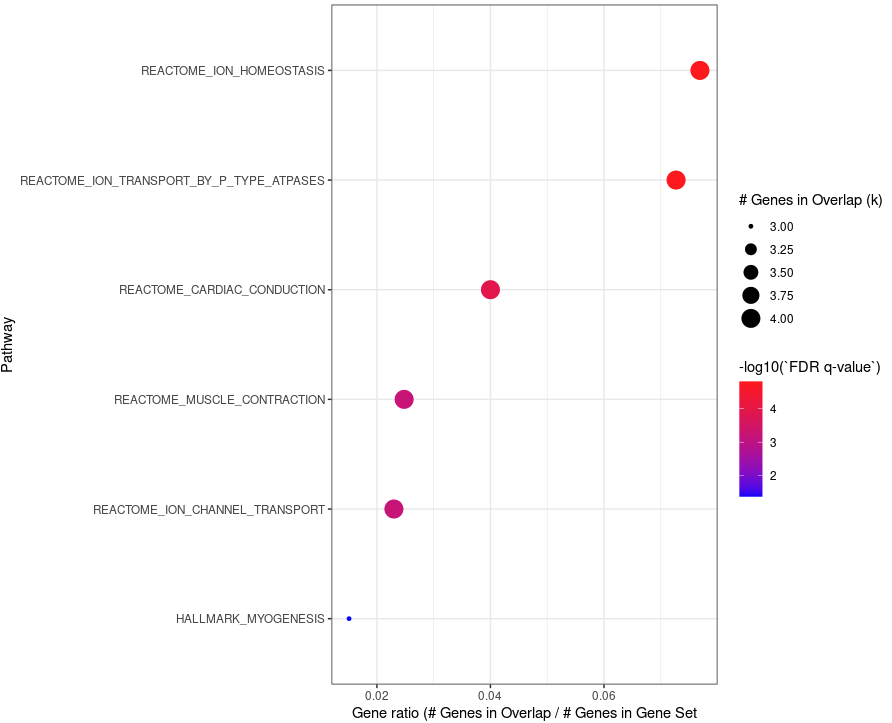 REACTOME_ION_HOMEOSTASIS
REACTOME_ION_TRANSPORT_BY_P_TYPE_ATPASES
REACTOME_CARDIAC_CONDUCTION
REACTOME_MUSCLE_CONTRACTION
REACTOME_ION_CHANNEL_TRANSPORT
HALLMARK_MYOGENESIS
Pathway
0.02 0.04 0.06
Gene ratio (# Genes in Overlap / # Genes in Gene Set
# Genes in Overlap (k)
3.00
3.25
3.50
3.75
4.00
-log10(`FDR q-value`)
4
3
2